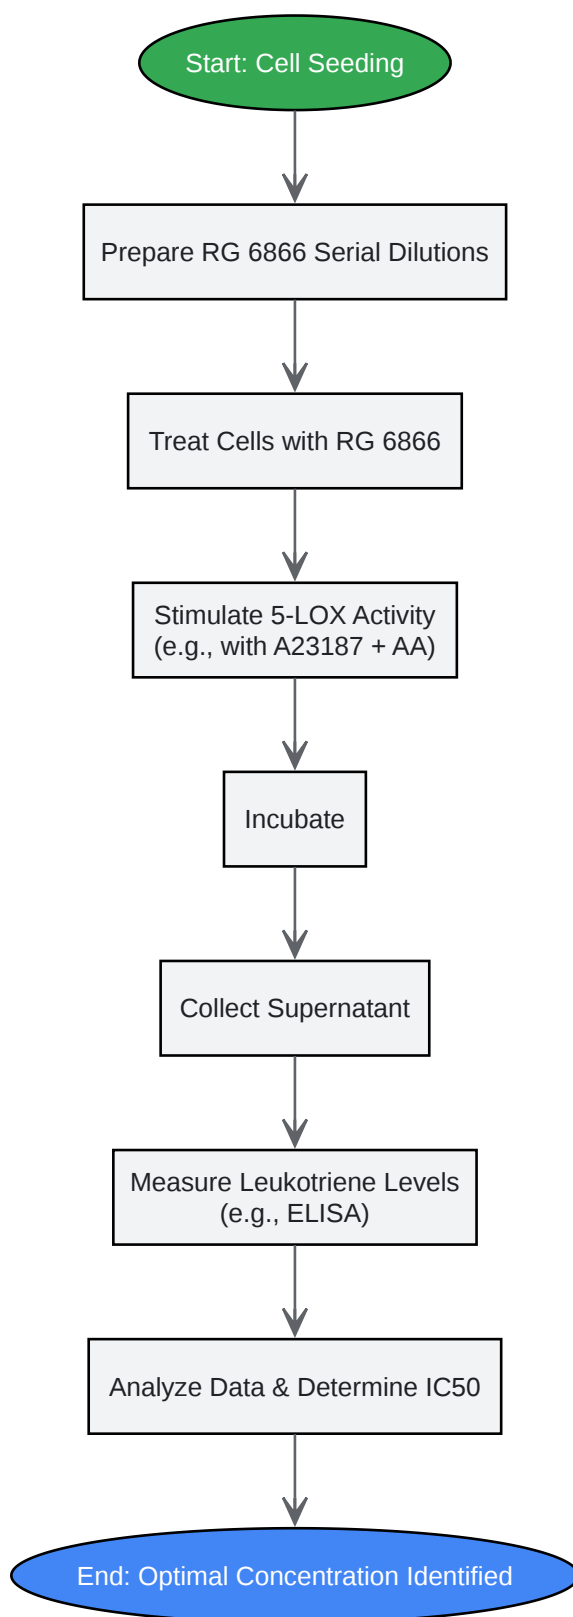 Start: Cell Seeding
Prepare RG 6866 Serial Dilutions
Treat Cells with RG 6866
Stimulate 5-LOX Activity
(e.g., with A23187 + AA)
Incubate
Collect Supernatant
Measure Leukotriene Levels
(e.g., ELISA)
Analyze Data & Determine IC50
End: Optimal Concentration Identified